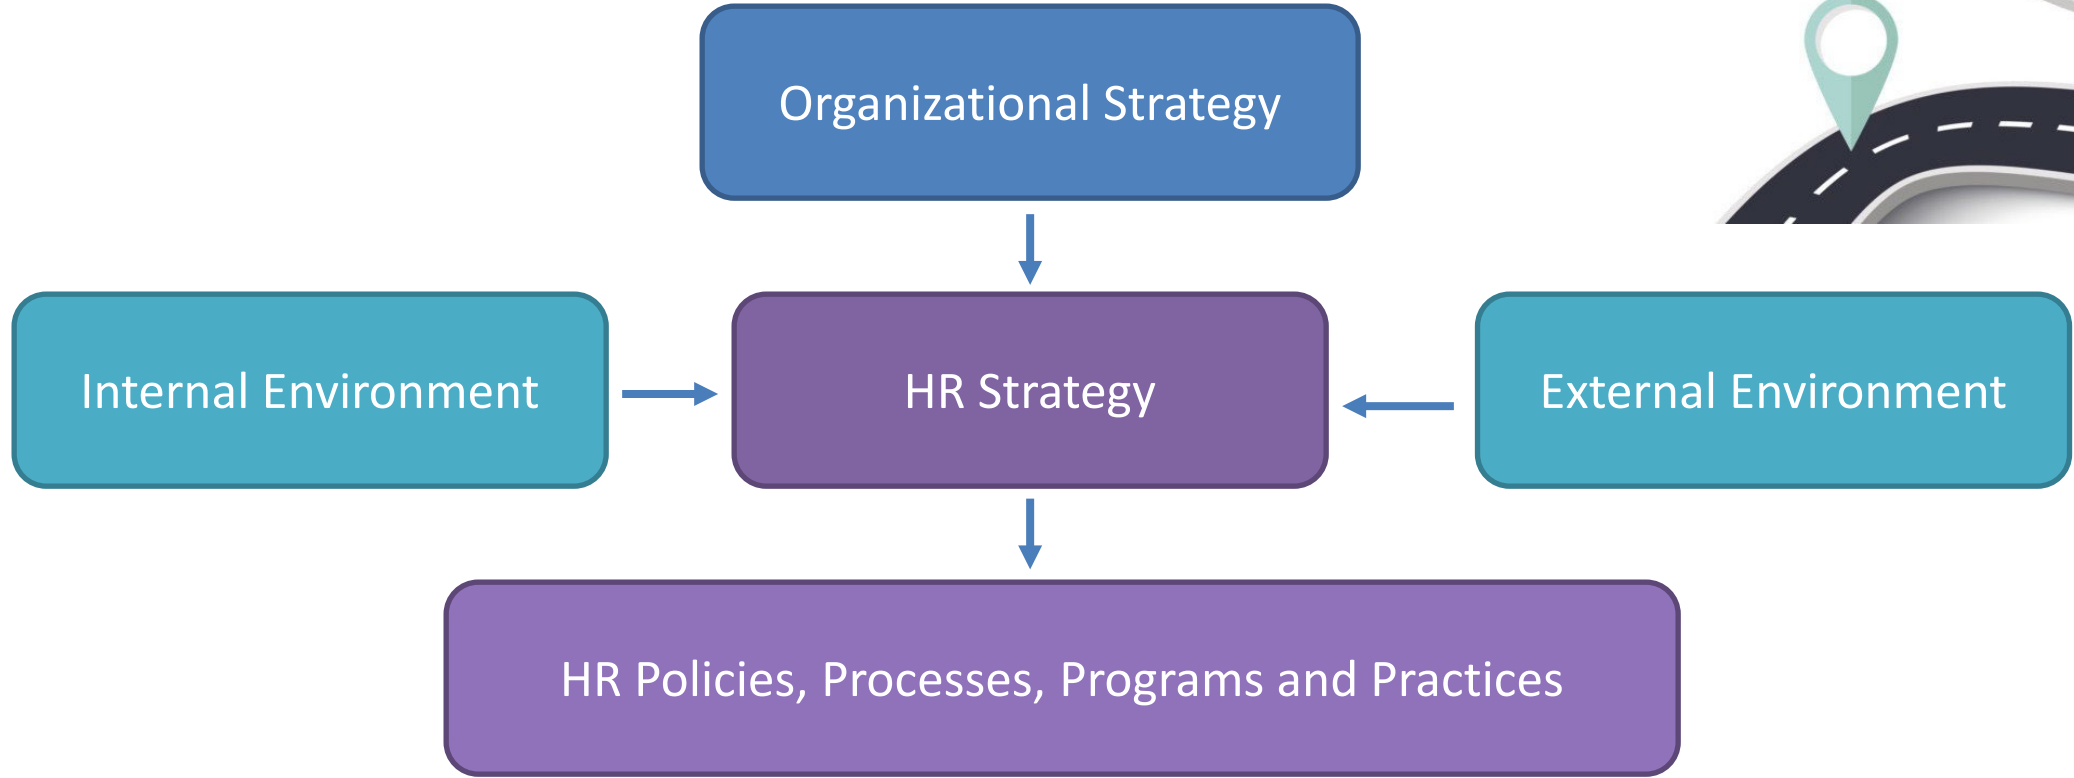 Organizational Strategy
Internal Environment
HR Strategy
External Environment
HR Policies, Processes, Programs and Practices